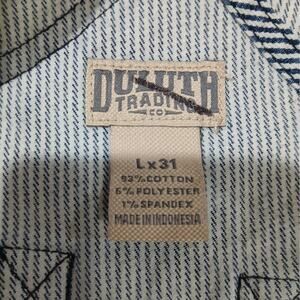 DULUTH
TRADING
CO
L x 31
93% COTTON
6% POLYESTER
1% SPANDEX
MADE IN INDONESIA